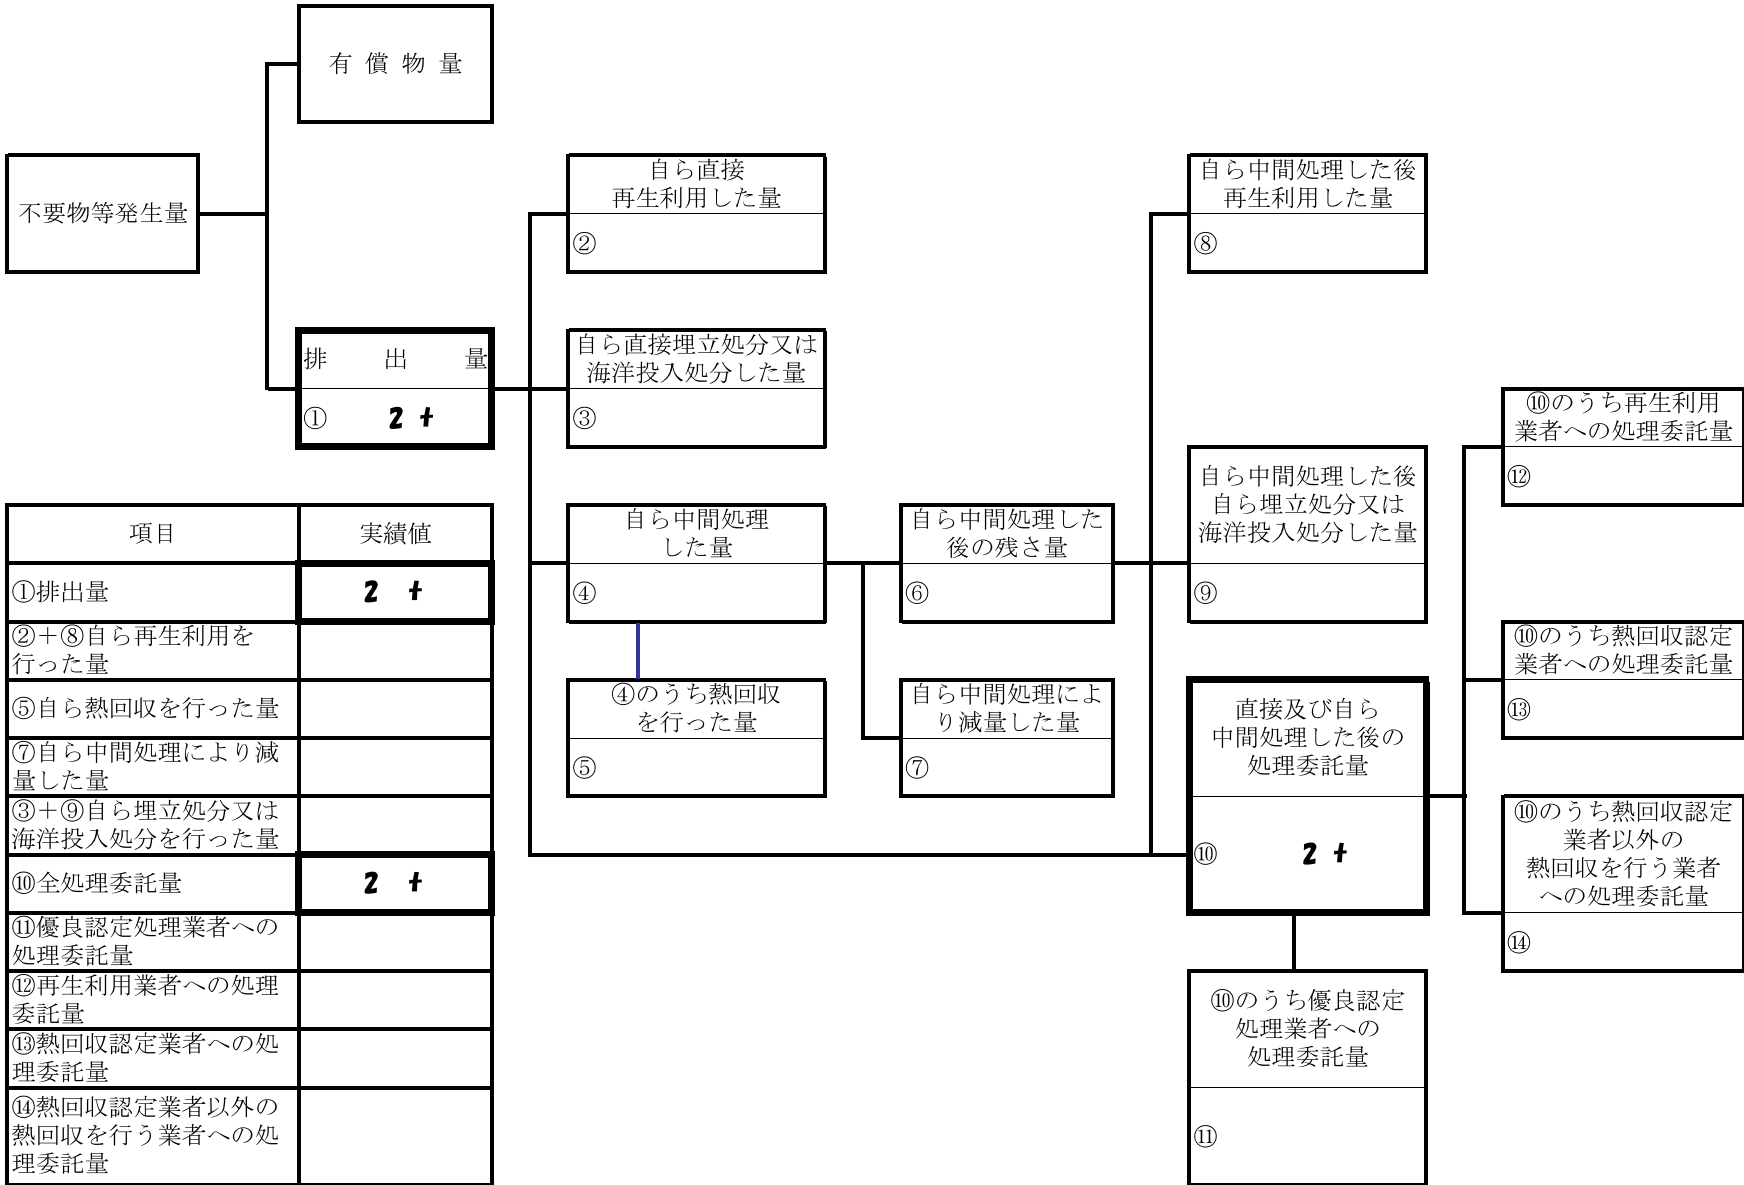 有償物量
不要物等発生量
排出量
① 2 t
自ら直接
再生利用した量
②
自ら直接埋立処分又は
海洋投入処分した量
③
自ら中間処理
した量
④
④のうち熱回収
を行った量
⑤
自ら中間処理した
後の残さ量
⑥
自ら中間処理によ
り減量した量
⑦
自ら中間処理した後
再生利用した量
⑧
自ら中間処理した後
自ら埋立処分又は
海洋投入処分した量
⑨
直接及び自ら
中間処理した後の
処理委託量
⑩ 2 t
⑩のうち優良認定
処理業者への
処理委託量
⑪
⑩のうち再生利用
業者への処理委託量
⑫
⑩のうち熱回収認定
業者への処理委託量
⑬
⑩のうち熱回収認定
業者以外の
熱回収を行う業者
への処理委託量
⑭
項目 実績値
①排出量 2 t
②＋⑧自ら再生利用を
行った量
⑤自ら熱回収を行った量
⑦自ら中間処理により減
量した量
③＋⑨自ら埋立処分又は
海洋投入処分を行った量
⑩全処理委託量 2 t
⑪優良認定処理業者への
処理委託量
⑫再生利用業者への処理
委託量
⑬熱回収認定業者への処
理委託量
⑭熱回収認定業者以外の
熱回収を行う業者への処
理委託量